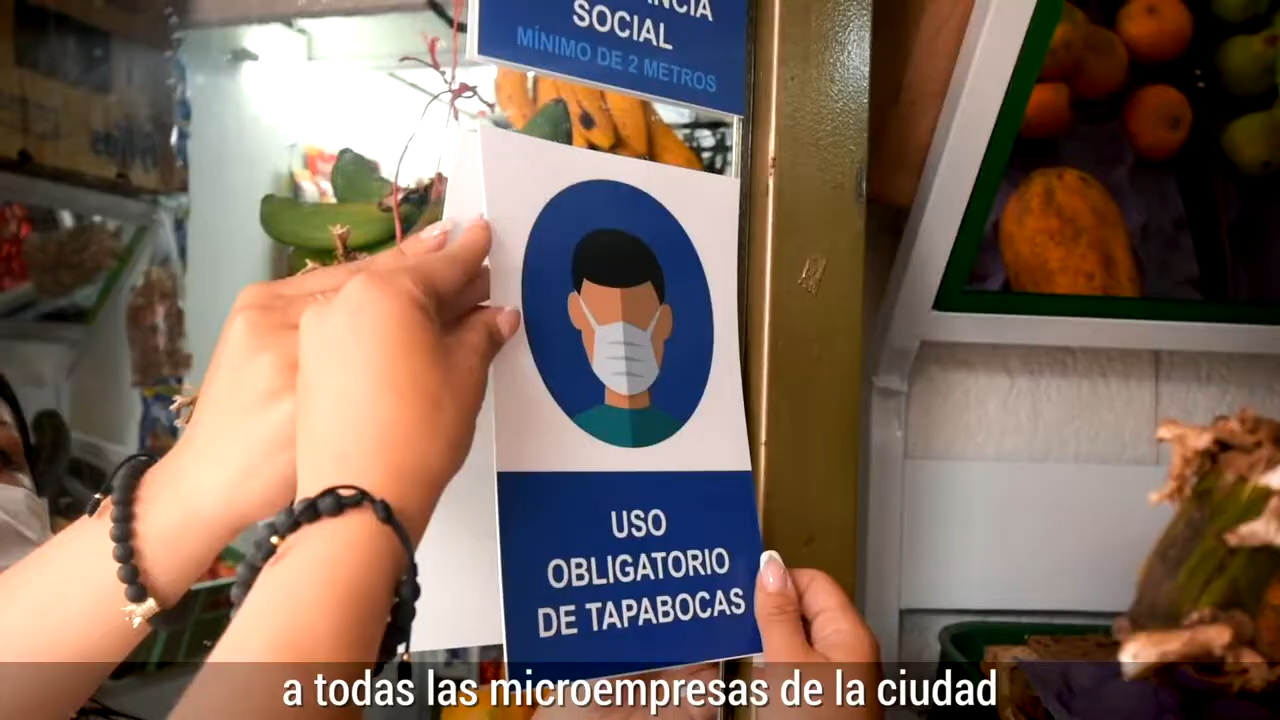 SOCIAL
MÍNIMO DE 2 METROS
USO
OBLIGATORIO
DE TAPABOCAS
a todas las microempresas de la ciudad